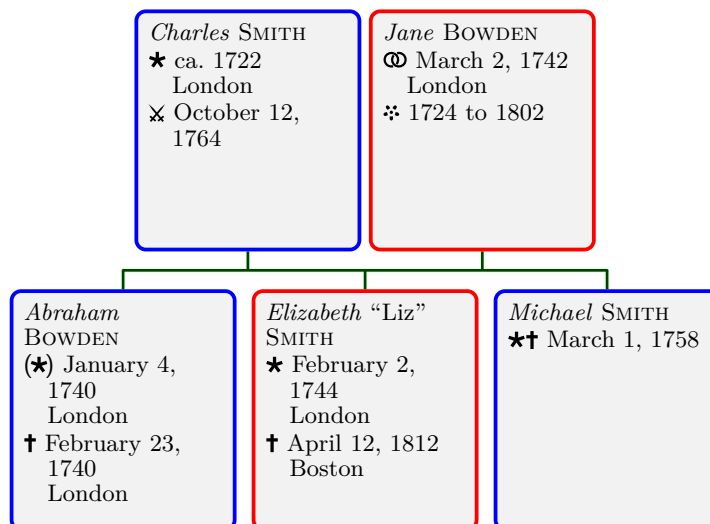 Charles SMITH
* ca. 1722
London
⚔ October 12,
1764
Jane BOWDEN
⚭ March 2, 1742
London
⁘ 1724 to 1802
Abraham
BOWDEN
(*) January 4,
1740
London
† February 23,
1740
London
Elizabeth “Liz”
SMITH
* February 2,
1744
London
† April 12, 1812
Boston
Michael SMITH
*† March 1, 1758